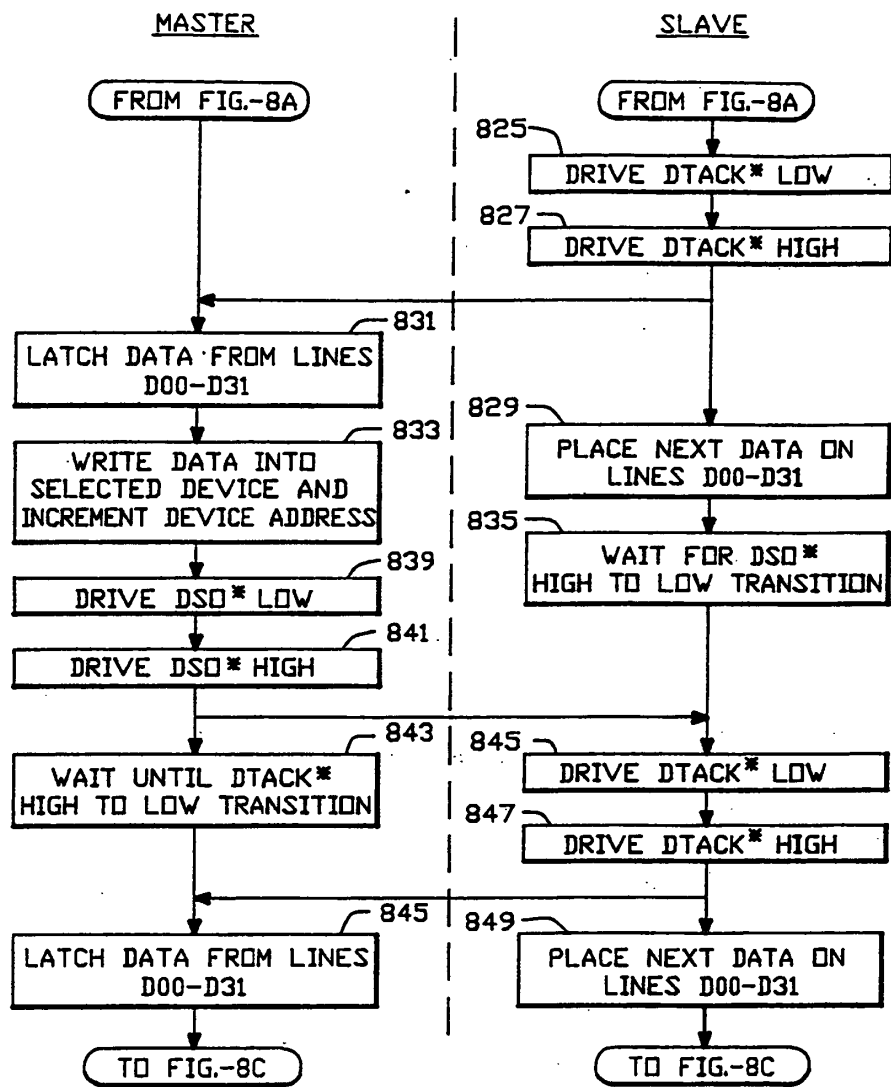 MASTER
SLAVE
FROM FIG.-8A
FROM FIG.-8A
825
DRIVE DTACK* LOW
827
DRIVE DTACK* HIGH
831
LATCH DATA FROM LINES
D00-D31
829
PLACE NEXT DATA ON
LINES D00-D31
833
WRITE DATA INTO
SELECTED DEVICE AND
INCREMENT DEVICE ADDRESS
835
WAIT FOR DSO*
HIGH TO LOW TRANSITION
839
DRIVE DSO* LOW
841
DRIVE DSO* HIGH
843
WAIT UNTIL DTACK*
HIGH TO LOW TRANSITION
845
DRIVE DTACK* LOW
847
DRIVE DTACK* HIGH
845
LATCH DATA FROM LINES
D00-D31
849
PLACE NEXT DATA ON
LINES D00-D31
TO FIG.-8C
TO FIG.-8C